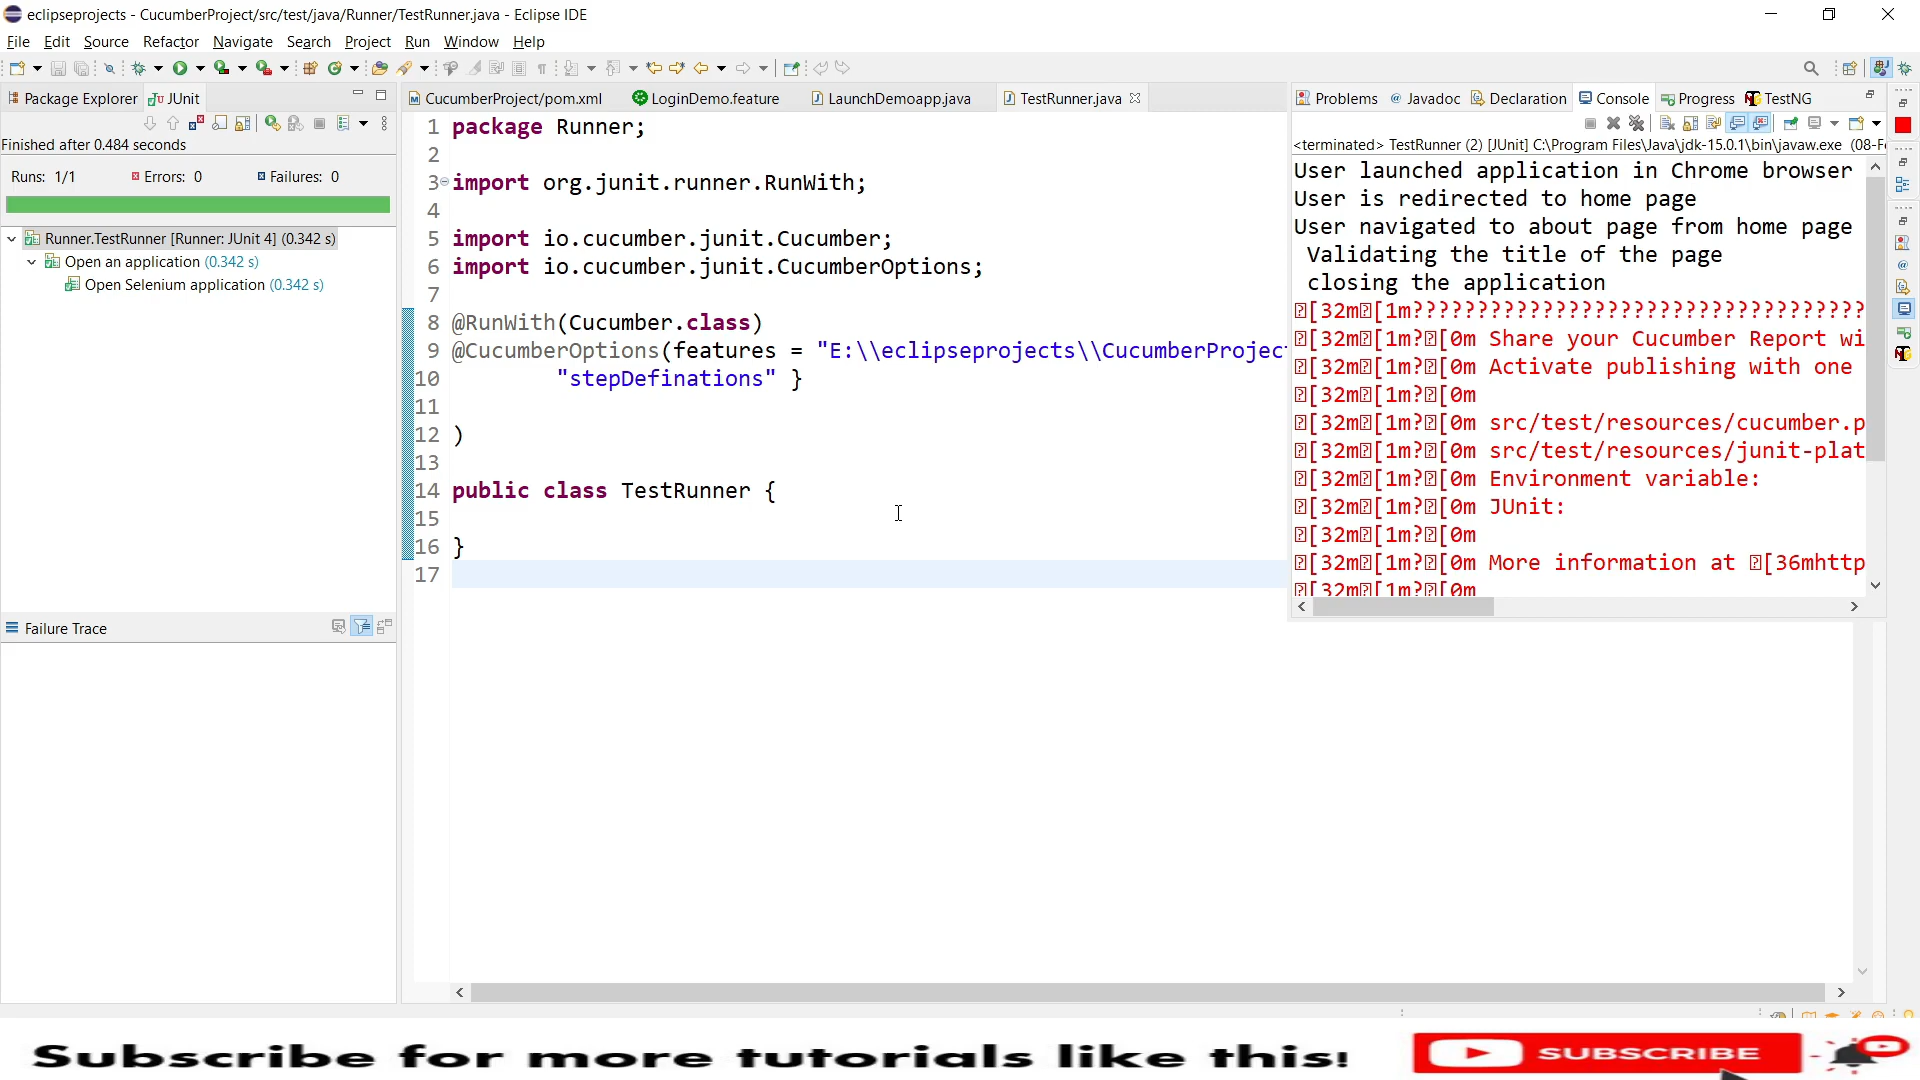 eclipseprojects - CucumberProject/src/test/java/Runner/TestRunner.java - Eclipse IDE
File Edit Source Refactor Navigate Search Project Run Window Help
Package Explorer JUnit
Finished after 0.484 seconds
Runs: 1/1 Errors: 0 Failures: 0
Runner.TestRunner [Runner: JUnit 4] (0.342 s)
Open an application (0.342 s)
Open Selenium application (0.342 s)
Failure Trace
CucumberProject/pom.xml LoginDemo.feature LaunchDemoapp.java TestRunner.java
1 package Runner;
2
3 import org.junit.runner.RunWith;
4
5 import io.cucumber.junit.Cucumber;
6 import io.cucumber.junit.CucumberOptions;
7
8 @RunWith(Cucumber.class)
9 @CucumberOptions(features = "E:\\eclipseprojects\\CucumberProjec
10 "stepDefinations" }
11
12 )
13
14 public class TestRunner {
15
16 }
17
Problems Javadoc Declaration Console Progress TestNG
<terminated> TestRunner (2) [JUnit] C:\Program Files\Java\jdk-15.0.1\bin\javaw.exe (08-F
User launched application in Chrome browser
User is redirected to home page
User navigated to about page from home page
Validating the title of the page
closing the application
[32m[1m??????????????????????????????????
[32m[1m?[0m Share your Cucumber Report wi
[32m[1m?[0m Activate publishing with one
[32m[1m?[0m
[32m[1m?[0m src/test/resources/cucumber.p
[32m[1m?[0m src/test/resources/junit-plat
[32m[1m?[0m Environment variable:
[32m[1m?[0m JUnit:
[32m[1m?[0m
[32m[1m?[0m More information at [36mhttp
[32m[1m?[0m
Subscribe for more tutorials like this!
SUBSCRIBE